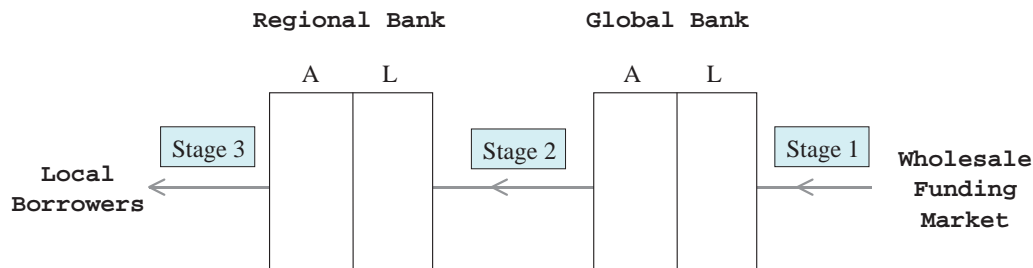 Regional Bank Global Bank
A L A L
Stage 3 Stage 2 Stage 1
Local
Borrowers
Wholesale
Funding
Market